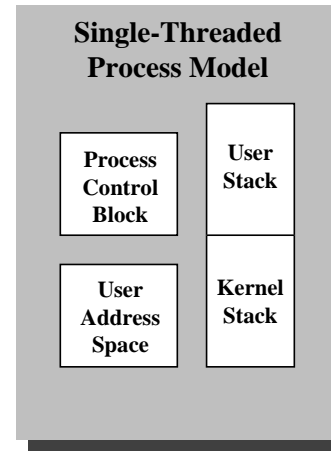 Single-Threaded
Process Model
Process
Control
Block
User
Stack
User
Address
Space
Kernel
Stack